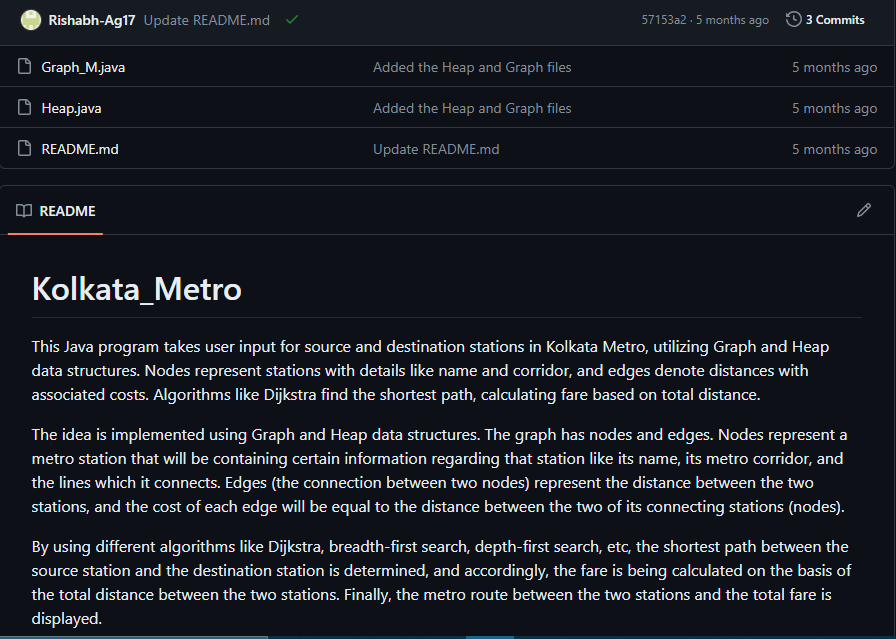 Rishabh-Ag17 Update README.md 57153a2 · 5 months ago 3 Commits
Graph_M.java Added the Heap and Graph files 5 months ago
Heap.java Added the Heap and Graph files 5 months ago
README.md Update README.md 5 months ago
README
Kolkata_Metro
This Java program takes user input for source and destination stations in Kolkata Metro, utilizing Graph and Heap
data structures. Nodes represent stations with details like name and corridor, and edges denote distances with
associated costs. Algorithms like Dijkstra find the shortest path, calculating fare based on total distance.
The idea is implemented using Graph and Heap data structures. The graph has nodes and edges. Nodes represent a
metro station that will be containing certain information regarding that station like its name, its metro corridor, and
the lines which it connects. Edges (the connection between two nodes) represent the distance between the two
stations, and the cost of each edge will be equal to the distance between the two of its connecting stations (nodes).
By using different algorithms like Dijkstra, breadth-first search, depth-first search, etc, the shortest path between the
source station and the destination station is determined, and accordingly, the fare is being calculated on the basis of
the total distance between the two stations. Finally, the metro route between the two stations and the total fare is
displayed.